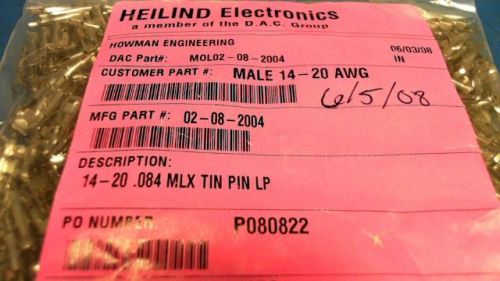 HEILIND Electronics
a member of the D.A.C. Group
HOWMAN ENGINEERING 06/03/08
DAC Part#: MOL02-08-2004 IN
CUSTOMER PART #: MALE 14-20 AWG
6/5/08
MFG PART #: 02-08-2004
DESCRIPTION:
14-20 .084 MLX TIN PIN LP
PO NUMBER: P080822